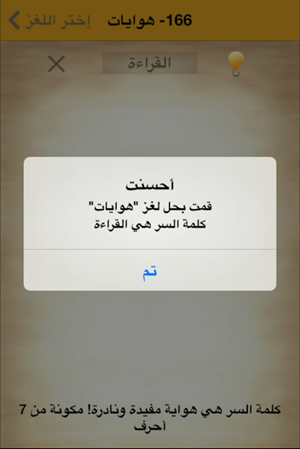 166- هوايات
إختر اللغز
القراءة
أحسنت
قمت بحل لغز "هوايات"
كلمة السر هي القراءة
تم
كلمة السر هي هواية مفيدة ونادرة! مكونة من 7
أحرف